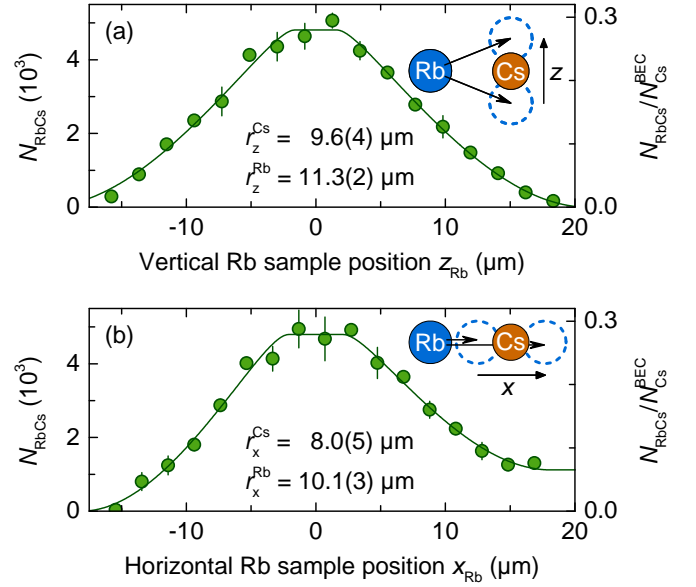 (a)
Rb
Cs
z
N_RbCs (10^3)
N_RbCs/N_Cs^BEC
r_z^Cs = 9.6(4) µm
r_z^Rb = 11.3(2) µm
0
2
4
0.0
0.3
-10
0
10
20
Vertical Rb sample position z_Rb (µm)
(b)
Rb
Cs
x
N_RbCs (10^3)
N_RbCs/N_Cs^BEC
r_x^Cs = 8.0(5) µm
r_x^Rb = 10.1(3) µm
0
2
4
0.0
0.3
-10
0
10
20
Horizontal Rb sample position x_Rb (µm)